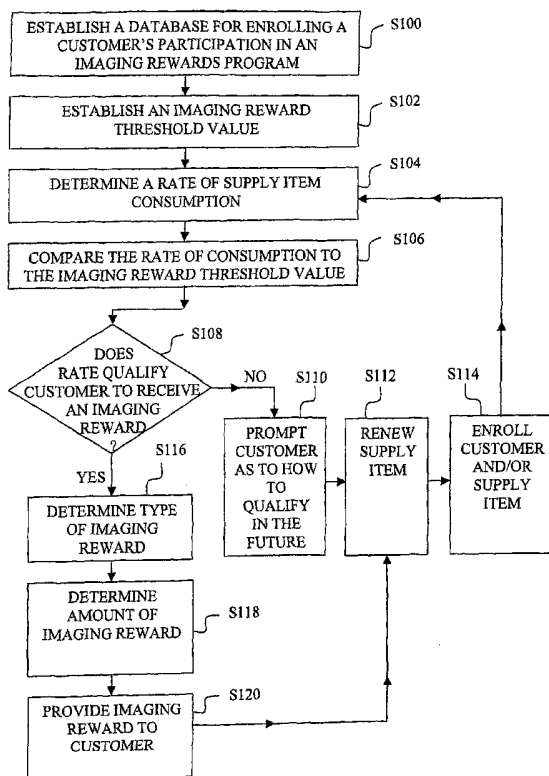 ESTABLISH A DATABASE FOR ENROLLING A
CUSTOMER'S PARTICIPATION IN AN
IMAGING REWARDS PROGRAM
S100
ESTABLISH AN IMAGING REWARD
THRESHOLD VALUE
S102
DETERMINE A RATE OF SUPPLY ITEM
CONSUMPTION
S104
COMPARE THE RATE OF CONSUMPTION TO
THE IMAGING REWARD THRESHOLD VALUE
S106
DOES
RATE QUALIFY
CUSTOMER TO RECEIVE
AN IMAGING
REWARD
?
S108
NO
YES
S110
PROMPT
CUSTOMER
AS TO HOW
TO
QUALIFY
IN THE
FUTURE
S112
RENEW
SUPPLY
ITEM
S114
ENROLL
CUSTOMER
AND/OR
SUPPLY
ITEM
S116
DETERMINE TYPE
OF IMAGING
REWARD
DETERMINE
AMOUNT OF
IMAGING REWARD
S118
PROVIDE IMAGING
REWARD TO
CUSTOMER
S120